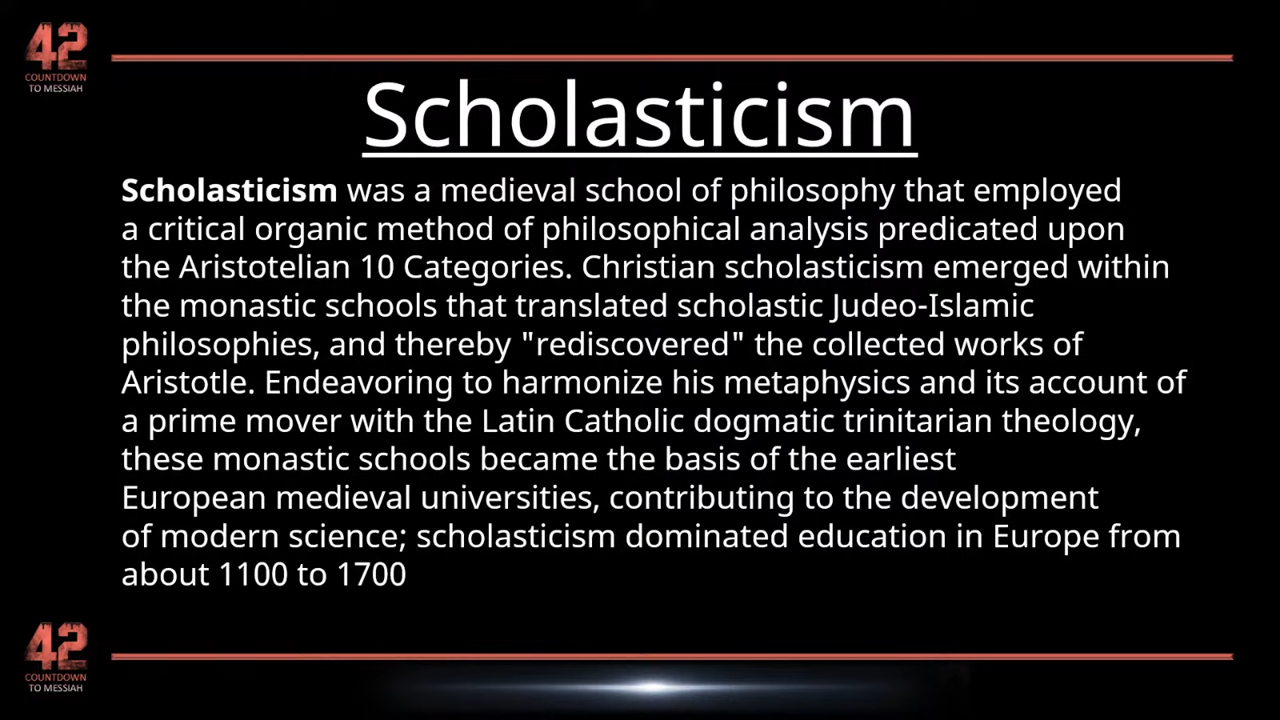 42
COUNTDOWN
TO MESSIAH
Scholasticism
Scholasticism was a medieval school of philosophy that employed
a critical organic method of philosophical analysis predicated upon
the Aristotelian 10 Categories. Christian scholasticism emerged within
the monastic schools that translated scholastic Judeo-Islamic
philosophies, and thereby "rediscovered" the collected works of
Aristotle. Endeavoring to harmonize his metaphysics and its account of
a prime mover with the Latin Catholic dogmatic trinitarian theology,
these monastic schools became the basis of the earliest
European medieval universities, contributing to the development
of modern science; scholasticism dominated education in Europe from
about 1100 to 1700
42
COUNTDOWN
TO MESSIAH